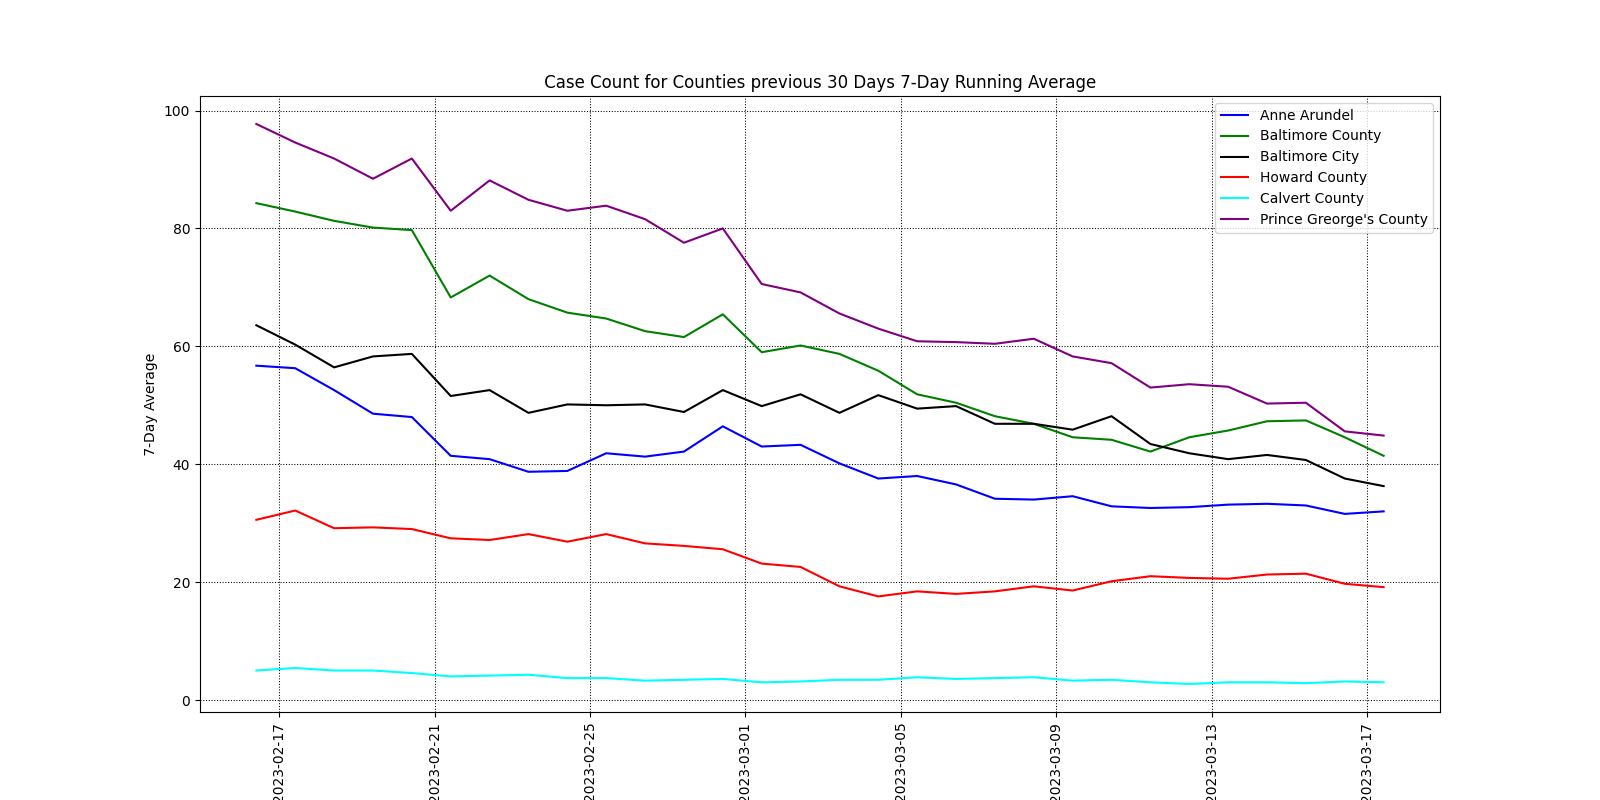 Case Count for Counties previous 30 Days 7-Day Running Average
100
80
60
40
20
0
7-Day Average
Anne Arundel
Baltimore County
Baltimore City
Howard County
Calvert County
Prince Greorge's County
2023-02-17
2023-02-21
2023-02-25
2023-03-01
2023-03-05
2023-03-09
2023-03-13
2023-03-17